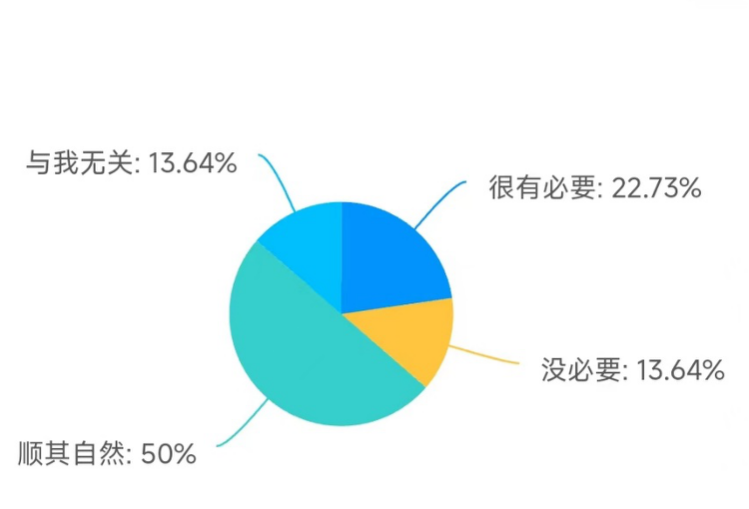 与我无关: 13.64%
很有必要: 22.73%
没必要: 13.64%
顺其自然: 50%